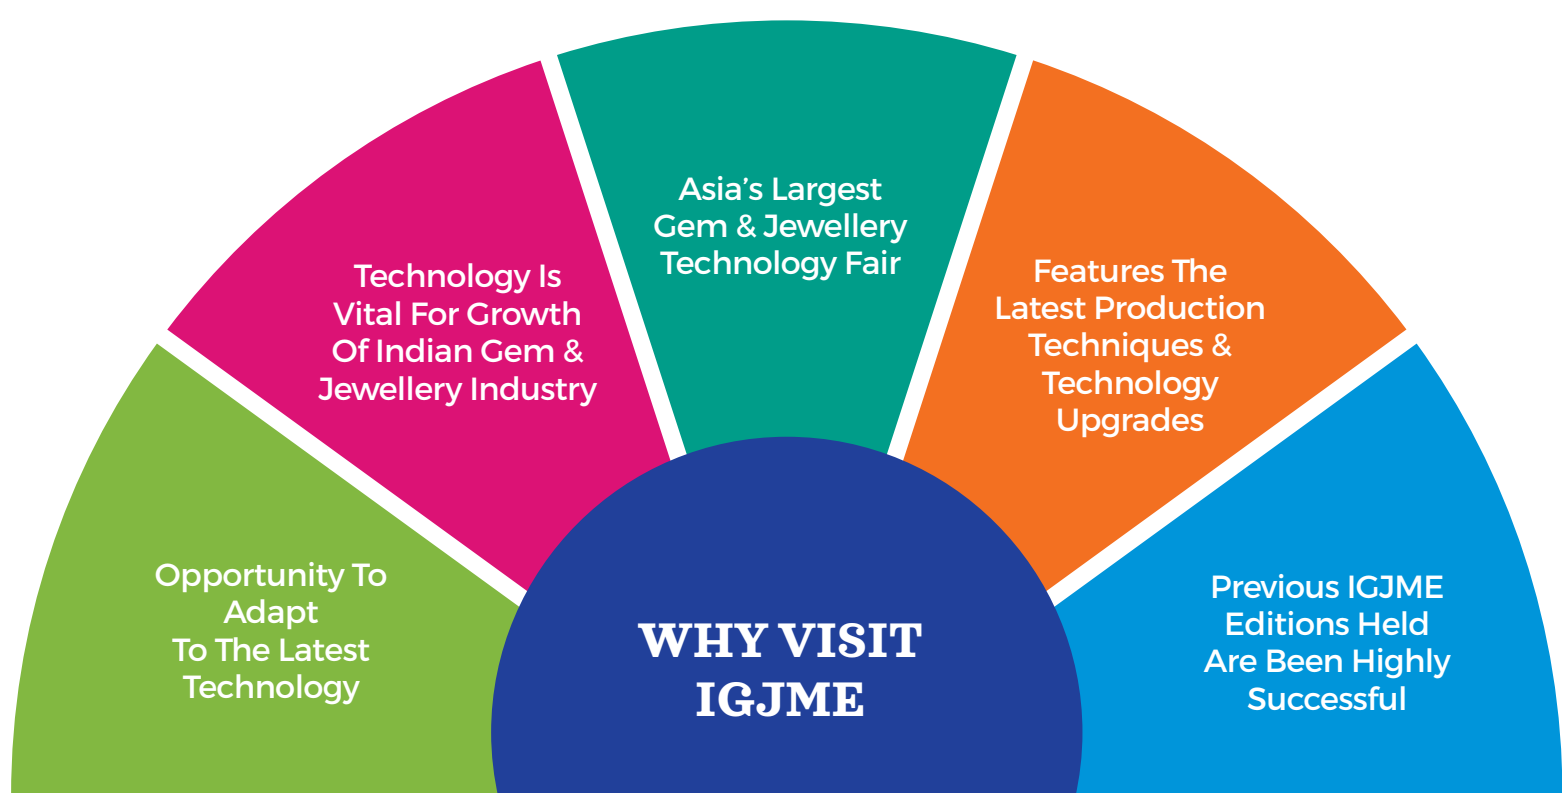 Opportunity To
Adapt
To The Latest
Technology
Technology Is
Vital For Growth
Of Indian Gem &
Jewellery Industry
Asia’s Largest
Gem & Jewellery
Technology Fair
Features The
Latest Production
Techniques &
Technology
Upgrades
Previous IGJME
Editions Held
Are Been Highly
Successful
WHY VISIT
IGJME